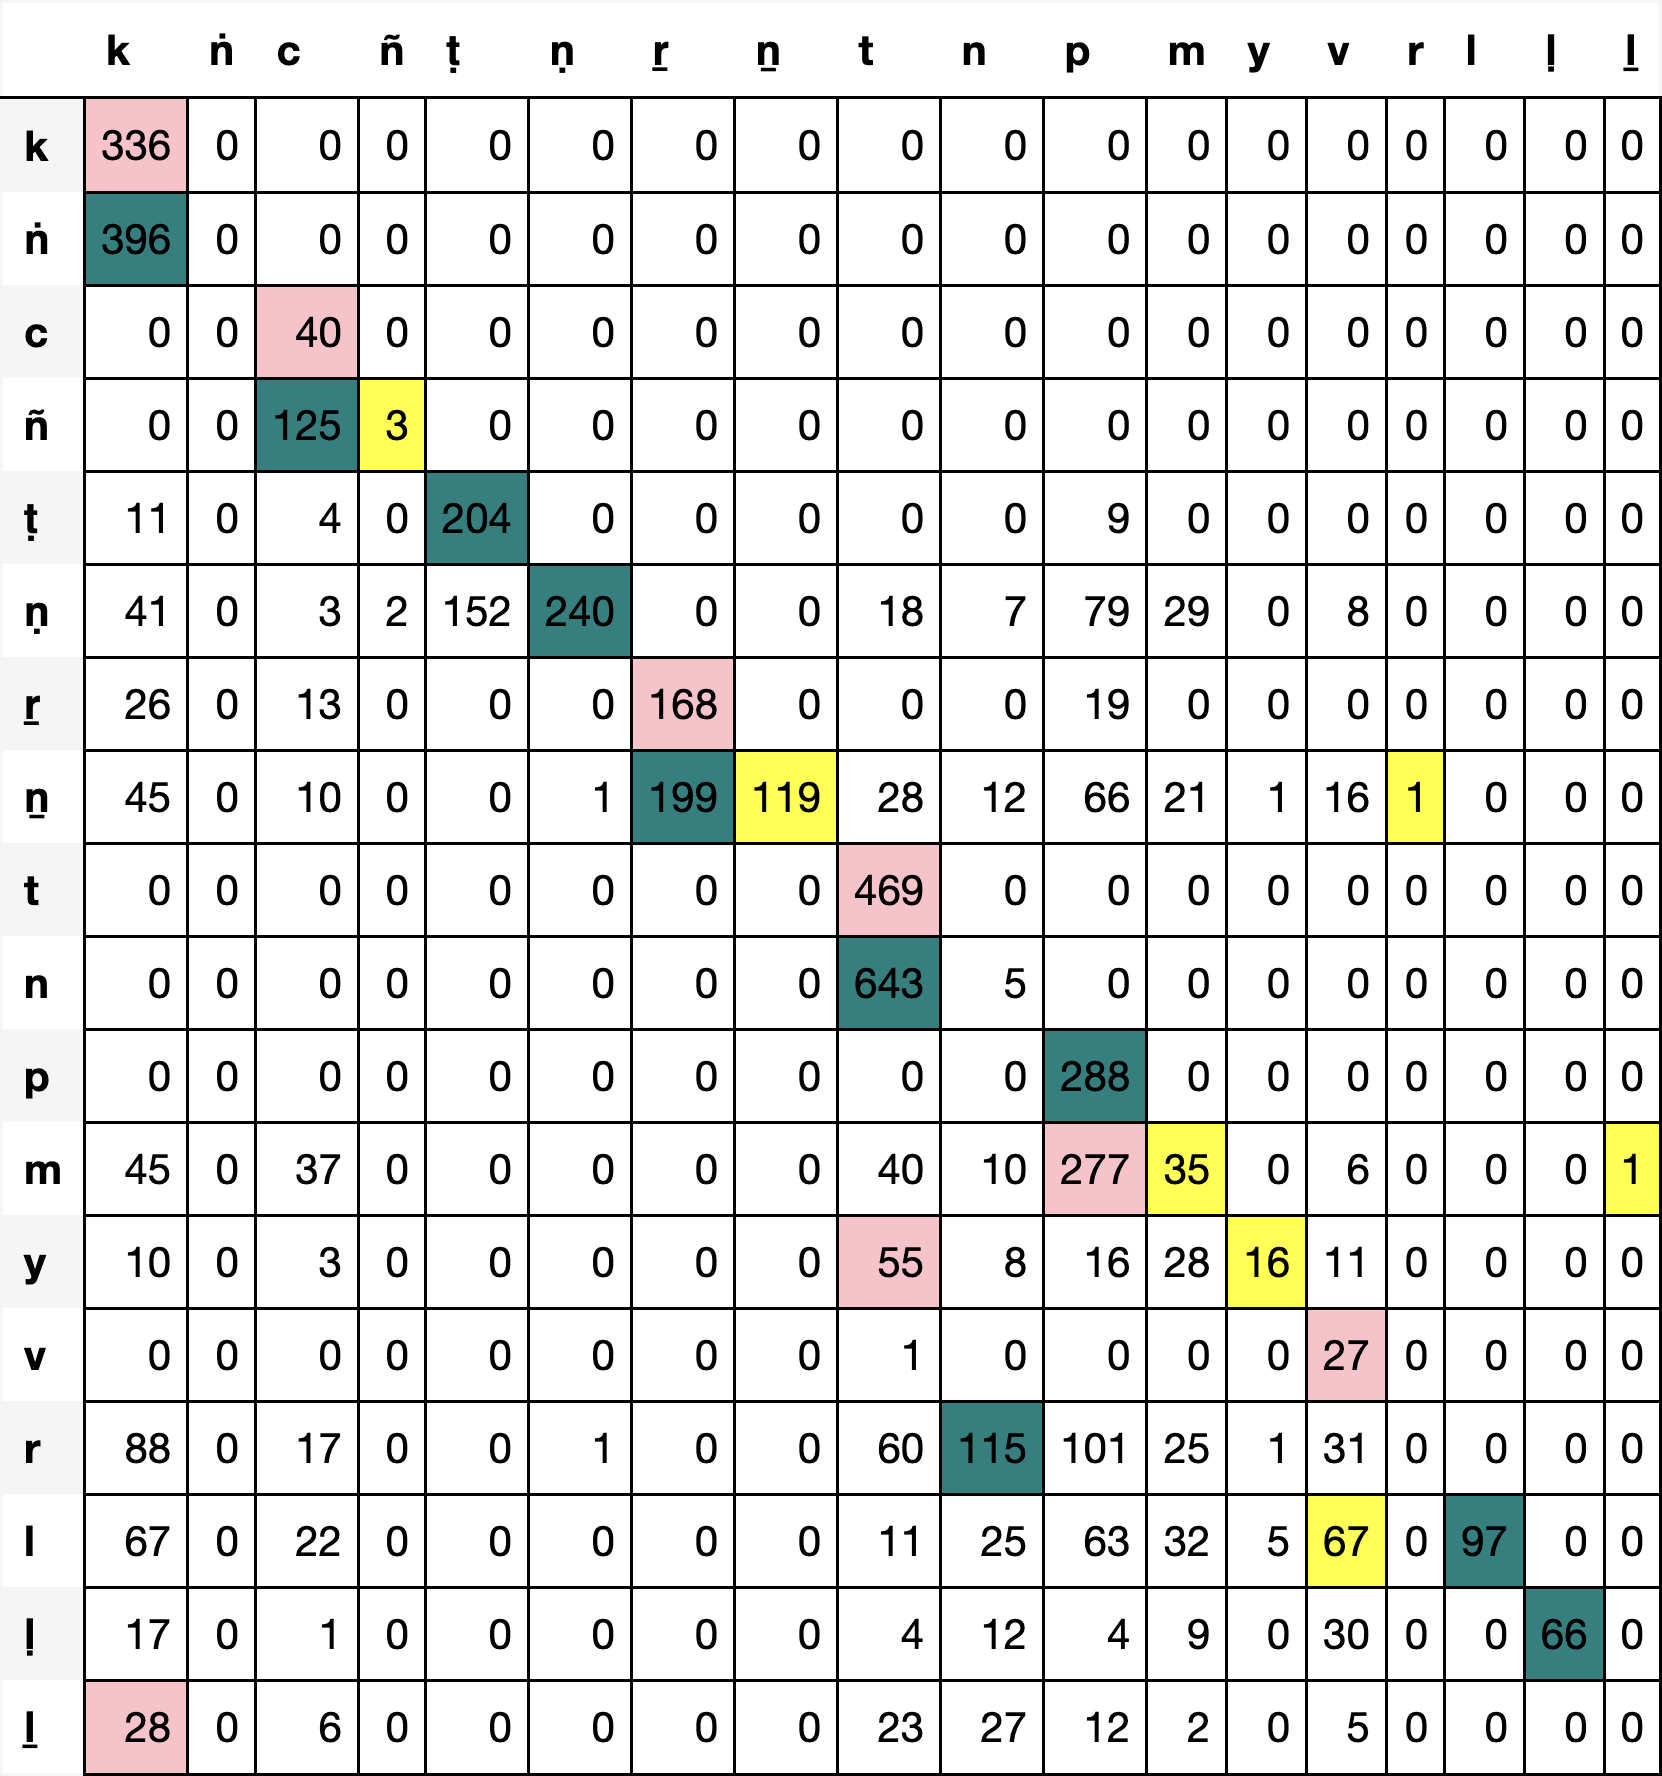 k ṅ c ñ ṭ ṇ ṟ ṉ t n p m y v r l ḷ ḻ
k 336 0 0 0 0 0 0 0 0 0 0 0 0 0 0 0 0 0
ṅ 396 0 0 0 0 0 0 0 0 0 0 0 0 0 0 0 0 0
c 0 0 40 0 0 0 0 0 0 0 0 0 0 0 0 0 0 0
ñ 0 0 125 3 0 0 0 0 0 0 0 0 0 0 0 0 0 0
ṭ 11 0 4 0 204 0 0 0 0 0 9 0 0 0 0 0 0 0
ṇ 41 0 3 2 152 240 0 0 18 7 79 29 0 8 0 0 0 0
ṟ 26 0 13 0 0 0 168 0 0 0 19 0 0 0 0 0 0 0
ṉ 45 0 10 0 0 1 199 119 28 12 66 21 1 16 1 0 0 0
t 0 0 0 0 0 0 0 0 469 0 0 0 0 0 0 0 0 0
n 0 0 0 0 0 0 0 0 643 5 0 0 0 0 0 0 0 0
p 0 0 0 0 0 0 0 0 0 0 288 0 0 0 0 0 0 0
m 45 0 37 0 0 0 0 0 40 10 277 35 0 6 0 0 0 1
y 10 0 3 0 0 0 0 0 55 8 16 28 16 11 0 0 0 0
v 0 0 0 0 0 0 0 0 1 0 0 0 0 27 0 0 0 0
r 88 0 17 0 0 1 0 0 60 115 101 25 1 31 0 0 0 0
l 67 0 22 0 0 0 0 0 11 25 63 32 5 67 0 97 0 0
ḷ 17 0 1 0 0 0 0 0 4 12 4 9 0 30 0 0 66 0
ḻ 28 0 6 0 0 0 0 0 23 27 12 2 0 5 0 0 0 0